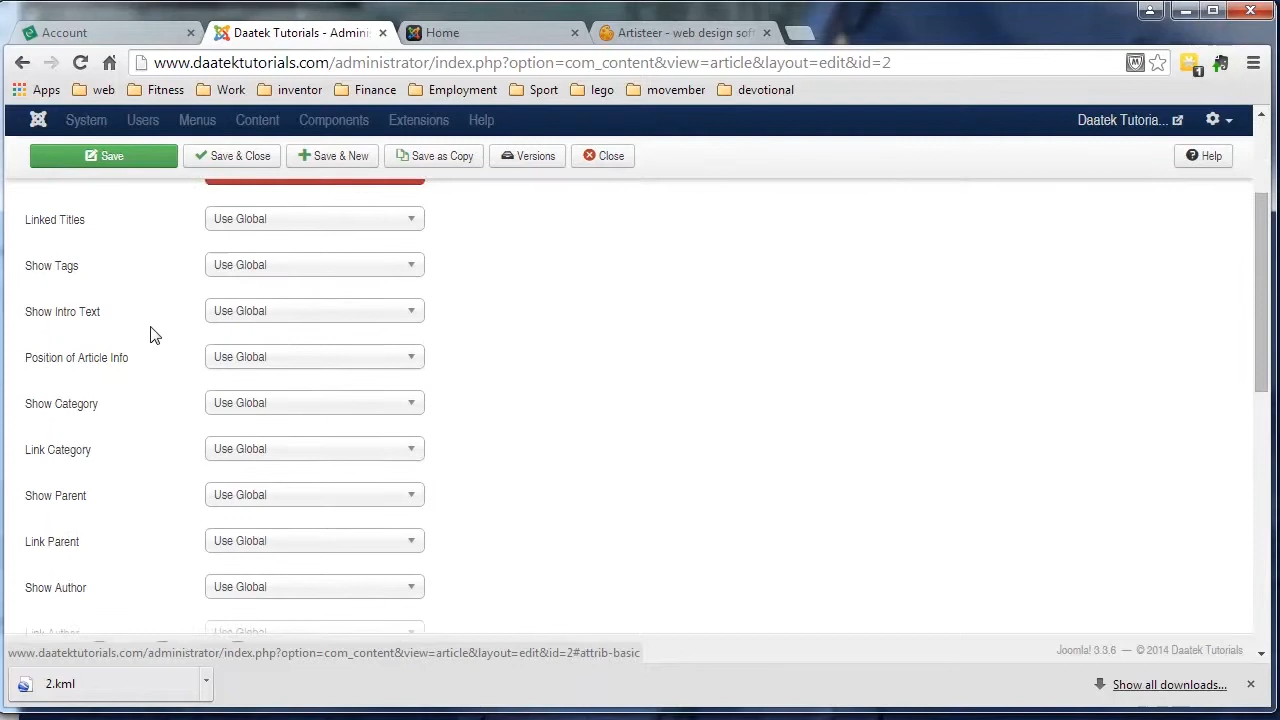 Account
Daatek Tutorials - Adminis
Home
Artisteer - web design soft
www.daatektutorials.com/administrator/index.php?option=com_content&view=article&layout=edit&id=2
1
Apps
web
Fitness
Work
inventor
Finance
Employment
Sport
lego
movember
devotional
System
Users
Menus
Content
Components
Extensions
Help
Daatek Tutoria...
Save
Save & Close
Save & New
Save as Copy
Versions
Close
Help
Linked Titles
Use Global
Show Tags
Use Global
Show Intro Text
Use Global
Position of Article Info
Use Global
Show Category
Use Global
Link Category
Use Global
Show Parent
Use Global
Link Parent
Use Global
Show Author
Use Global
Link Author
Use Global
www.daatektutorials.com/administrator/index.php?option=com_content&view=article&layout=edit&id=2#attrib-basic
Joomla! 3.3.6 — © 2014 Daatek Tutorials
2.kml
Show all downloads...